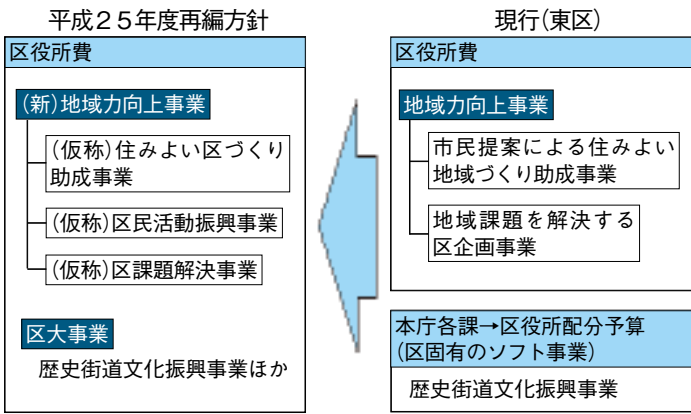 平成２５年度再編方針
区役所費
(新)地域力向上事業
(仮称)住みよい区づくり
助成事業
(仮称)区民活動振興事業
(仮称)区課題解決事業
区大事業
歴史街道文化振興事業ほか
現行(東区)
区役所費
地域力向上事業
市民提案による住みよい
地域づくり助成事業
地域課題を解決する
区企画事業
本庁各課→区役所配分予算
(区固有のソフト事業)
歴史街道文化振興事業